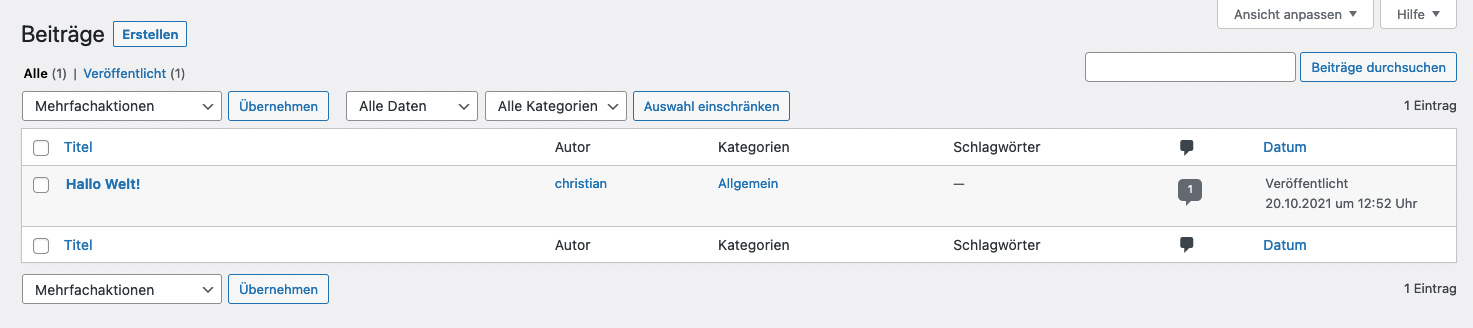 Ansicht anpassen ▼ Hilfe ▼
Beiträge Erstellen
Alle (1) | Veröffentlicht (1)
Beiträge durchsuchen
Mehrfachaktionen Übernehmen Alle Daten Alle Kategorien Auswahl einschränken 1 Eintrag
Titel Autor Kategorien Schlagwörter Datum
Hallo Welt! christian Allgemein — 1 Veröffentlicht
20.10.2021 um 12:52 Uhr
Titel Autor Kategorien Schlagwörter Datum
Mehrfachaktionen Übernehmen 1 Eintrag